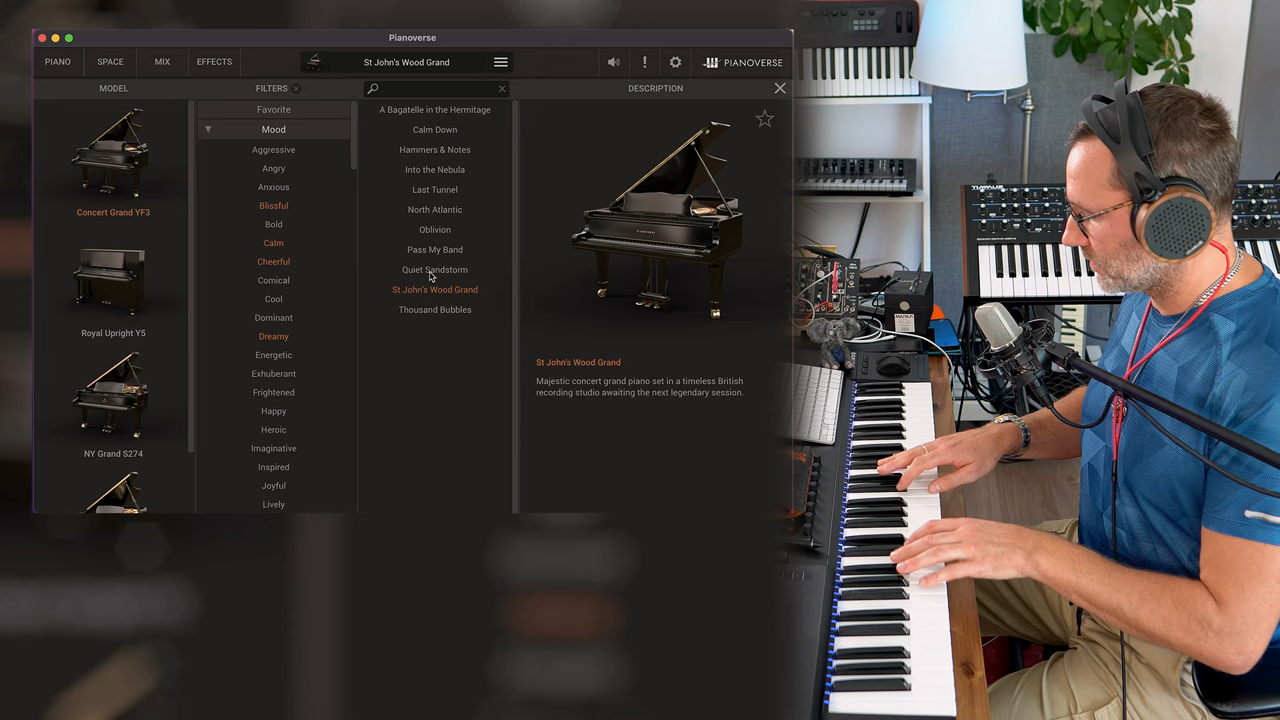 Pianoverse
PIANO
SPACE
MIX
EFFECTS
St John's Wood Grand
PIANOVERSE
MODEL
Concert Grand YF3
Royal Upright Y5
NY Grand S274
FILTERS
Favorite
Mood
Aggressive
Angry
Anxious
Blissful
Bold
Calm
Cheerful
Comical
Cool
Dominant
Dreamy
Energetic
Exhuberant
Frightened
Happy
Heroic
Imaginative
Inspired
Joyful
Lively
A Bagatelle in the Hermitage
Calm Down
Hammers & Notes
Into the Nebula
Last Tunnel
North Atlantic
Oblivion
Pass My Band
Quiet Sandstorm
St John's Wood Grand
Thousand Bubbles
DESCRIPTION
St John's Wood Grand
Majestic concert grand piano set in a timeless British
recording studio awaiting the next legendary session.